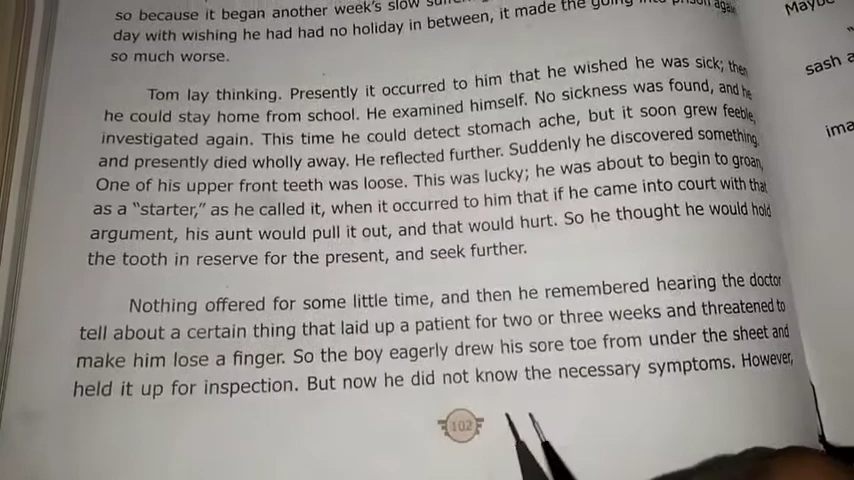 so because it began another week's slow
day with wishing he had had no holiday in between, it made the going into prison again
so much worse.
Tom lay thinking. Presently it occurred to him that he wished he was sick; then
he could stay home from school. He examined himself. No sickness was found, and he
investigated again. This time he could detect stomach ache, but it soon grew feeble,
and presently died wholly away. He reflected further. Suddenly he discovered something.
One of his upper front teeth was loose. This was lucky; he was about to begin to groan,
as a "starter," as he called it, when it occurred to him that if he came into court with that
argument, his aunt would pull it out, and that would hurt. So he thought he would hold
the tooth in reserve for the present, and seek further.
Nothing offered for some little time, and then he remembered hearing the doctor
tell about a certain thing that laid up a patient for two or three weeks and threatened to
make him lose a finger. So the boy eagerly drew his sore toe from under the sheet and
held it up for inspection. But now he did not know the necessary symptoms. However,
102
Maybe
sash a
ima